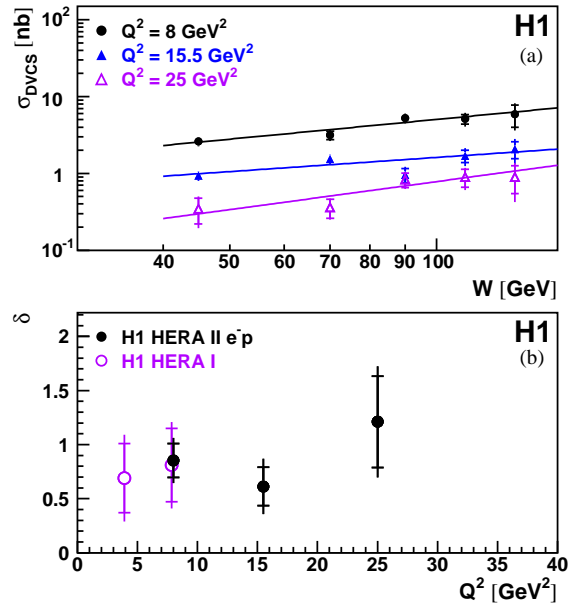 σDVCS [nb]
H1
(a)
Q² = 8 GeV²
Q² = 15.5 GeV²
Q² = 25 GeV²
10²
10
1
10⁻¹
40 50 60 70 80 90 100
W [GeV]
δ
H1
(b)
H1 HERA II e⁻p
H1 HERA I
2
1.5
1
0.5
0
0 5 10 15 20 25 30 35 40
Q² [GeV²]